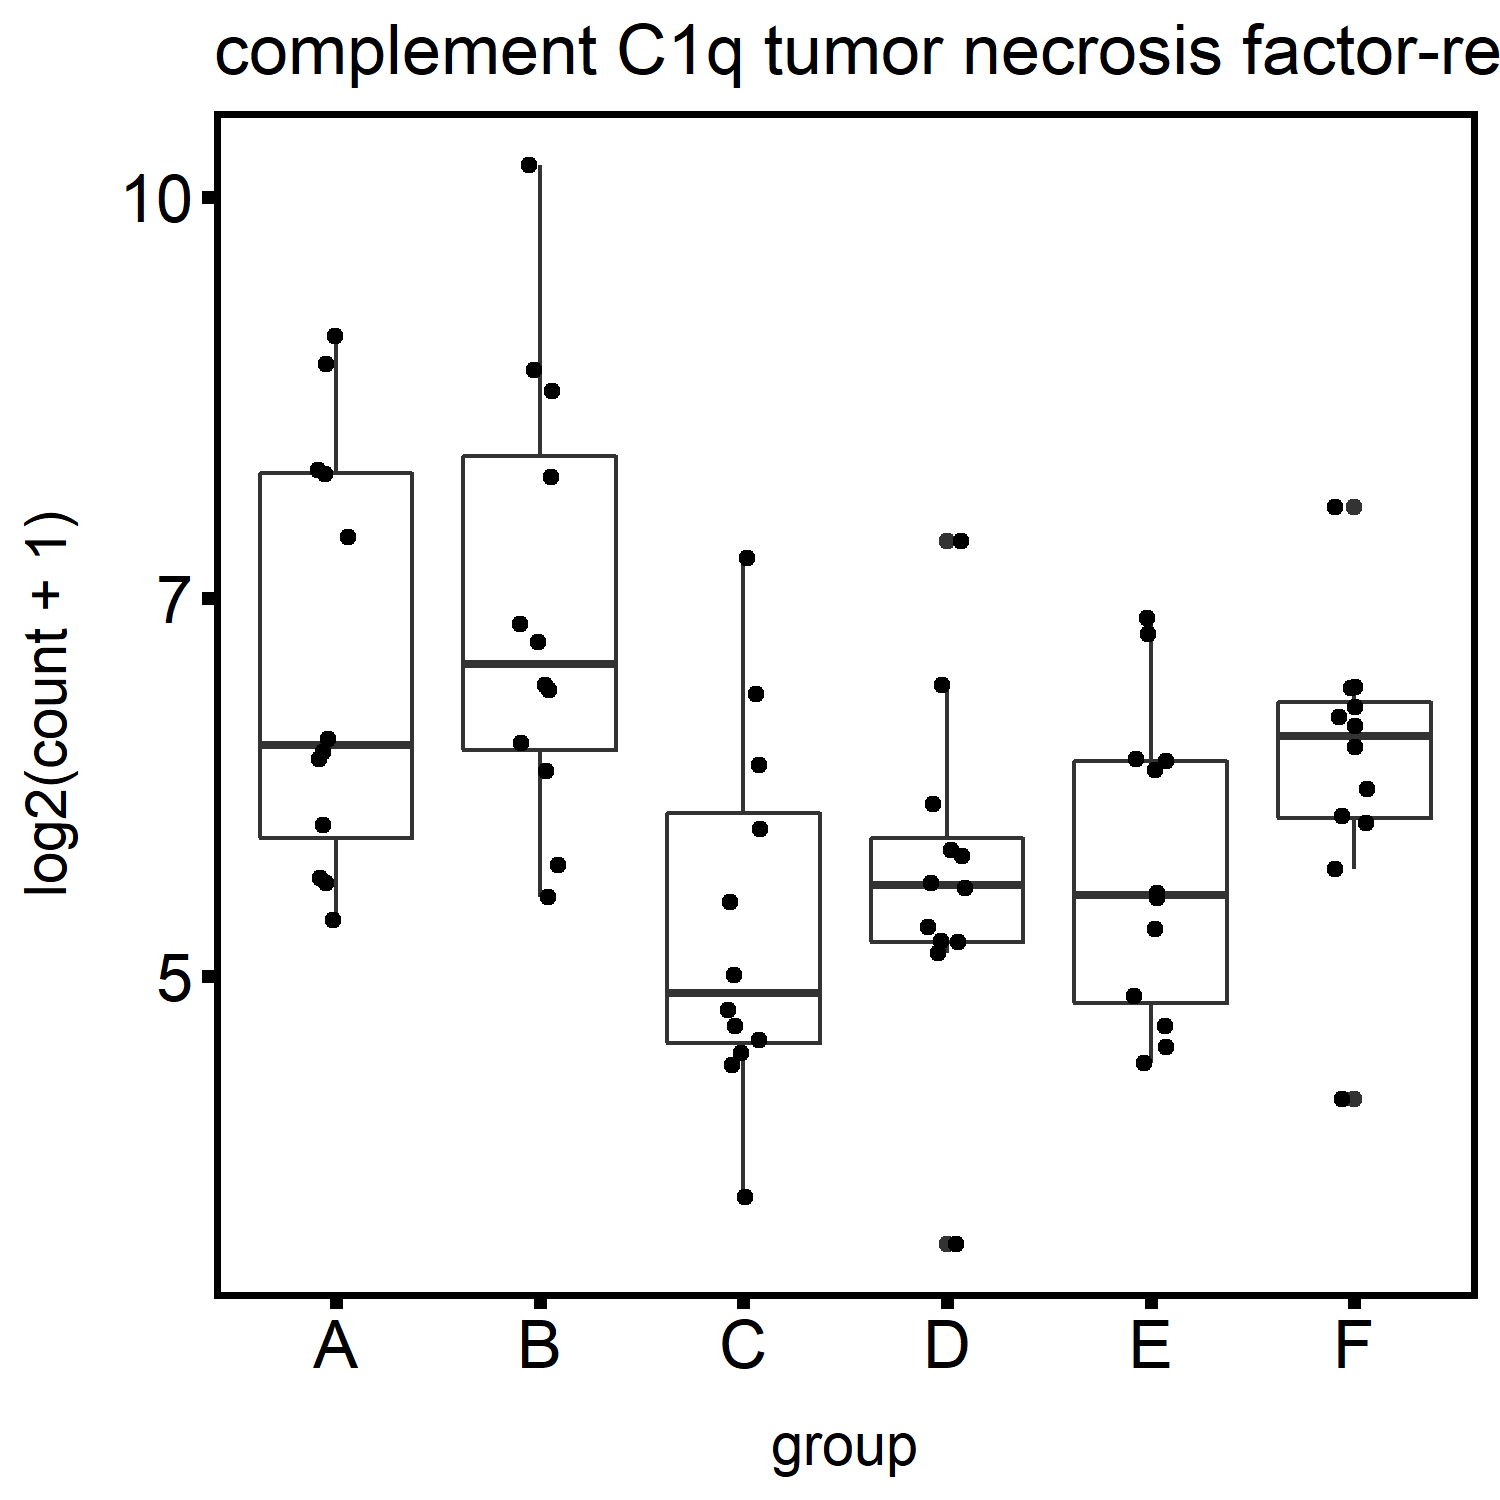 complement C1q tumor necrosis factor-re
log2(count + 1)
10
7
5
A B C D E F
group